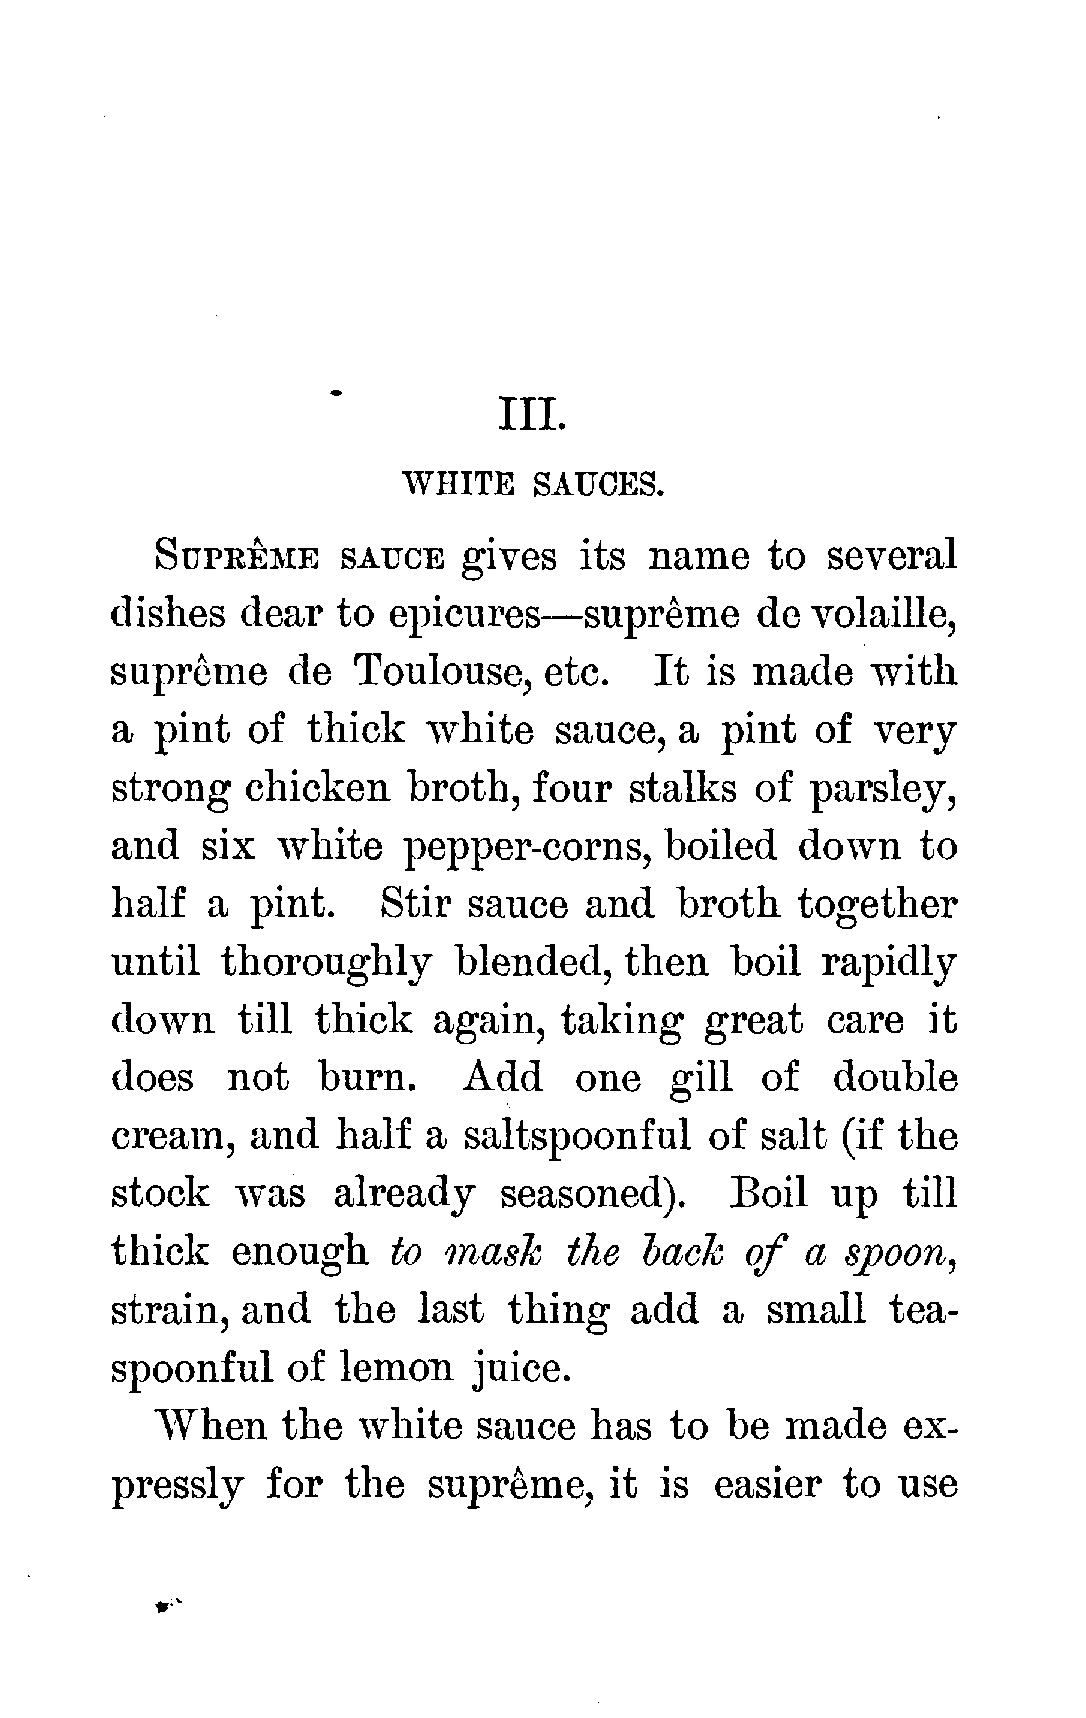 III.
WHITE SAUCES.
SUPRÊME SAUCE gives its name to several
dishes dear to epicures—suprême de volaille,
suprême de Toulouse, etc. It is made with
a pint of thick white sauce, a pint of very
strong chicken broth, four stalks of parsley,
and six white pepper-corns, boiled down to
half a pint. Stir sauce and broth together
until thoroughly blended, then boil rapidly
down till thick again, taking great care it
does not burn. Add one gill of double
cream, and half a saltspoonful of salt (if the
stock was already seasoned). Boil up till
thick enough to mask the back of a spoon,
strain, and the last thing add a small tea-
spoonful of lemon juice.
When the white sauce has to be made ex-
pressly for the suprême, it is easier to use